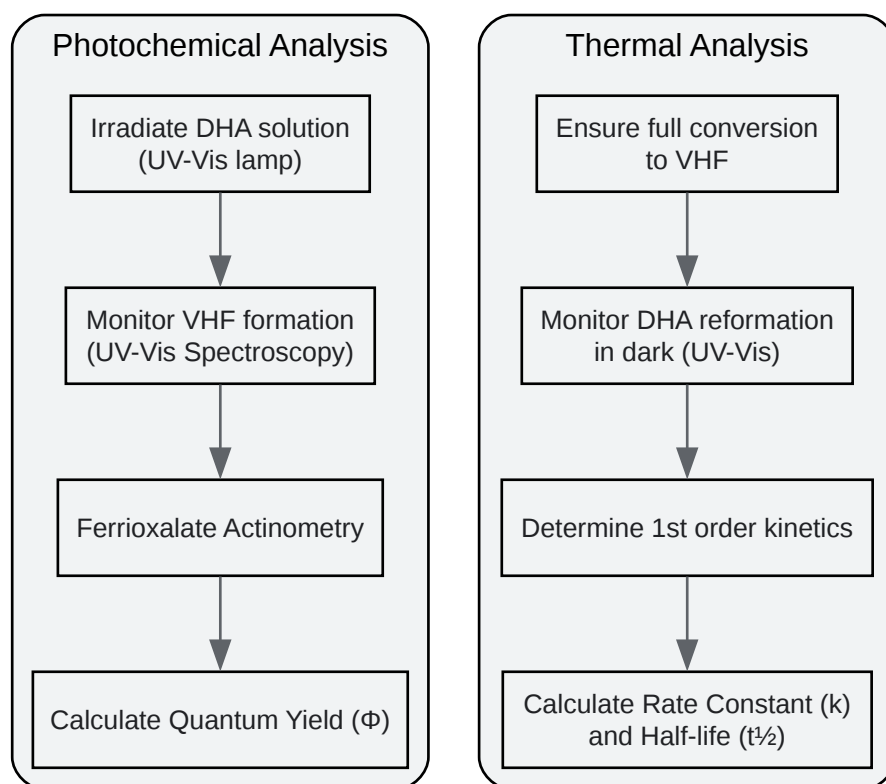 Photochemical Analysis
Irradiate DHA solution
(UV-Vis lamp)
Monitor VHF formation
(UV-Vis Spectroscopy)
Ferrioxalate Actinometry
Calculate Quantum Yield (Φ)
Thermal Analysis
Ensure full conversion
to VHF
Monitor DHA reformation
in dark (UV-Vis)
Determine 1st order kinetics
Calculate Rate Constant (k)
and Half-life (t½)